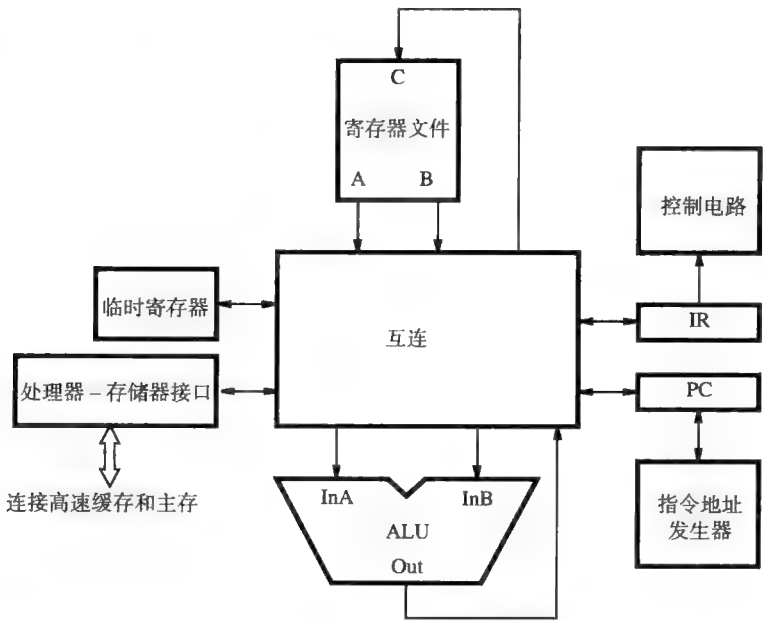 C
寄存器文件
A
B
控制电路
临时寄存器
互连
IR
处理器－存储器接口
PC
连接高速缓存和主存
InA
InB
ALU
Out
指令地址
发生器